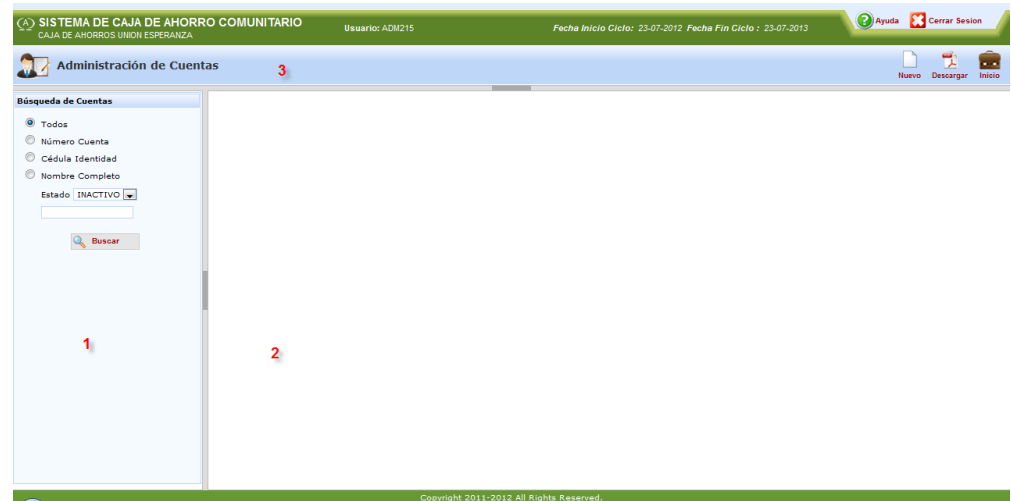 SISTEMA DE CAJA DE AHORRO COMUNITARIO
CAJA DE AHORROS UNION ESPERANZA
Usuario: ADM215
Fecha Inicio Ciclo: 23-07-2012 Fecha Fin Ciclo : 23-07-2013
Ayuda
Cerrar Sesion
Administración de Cuentas
3
Nuevo
Descargar
Inicio
Búsqueda de Cuentas
Todos
Número Cuenta
Cédula Identidad
Nombre Completo
Estado INACTIVO
Buscar
1
2
Copyright 2011-2012 All Rights Reserved.